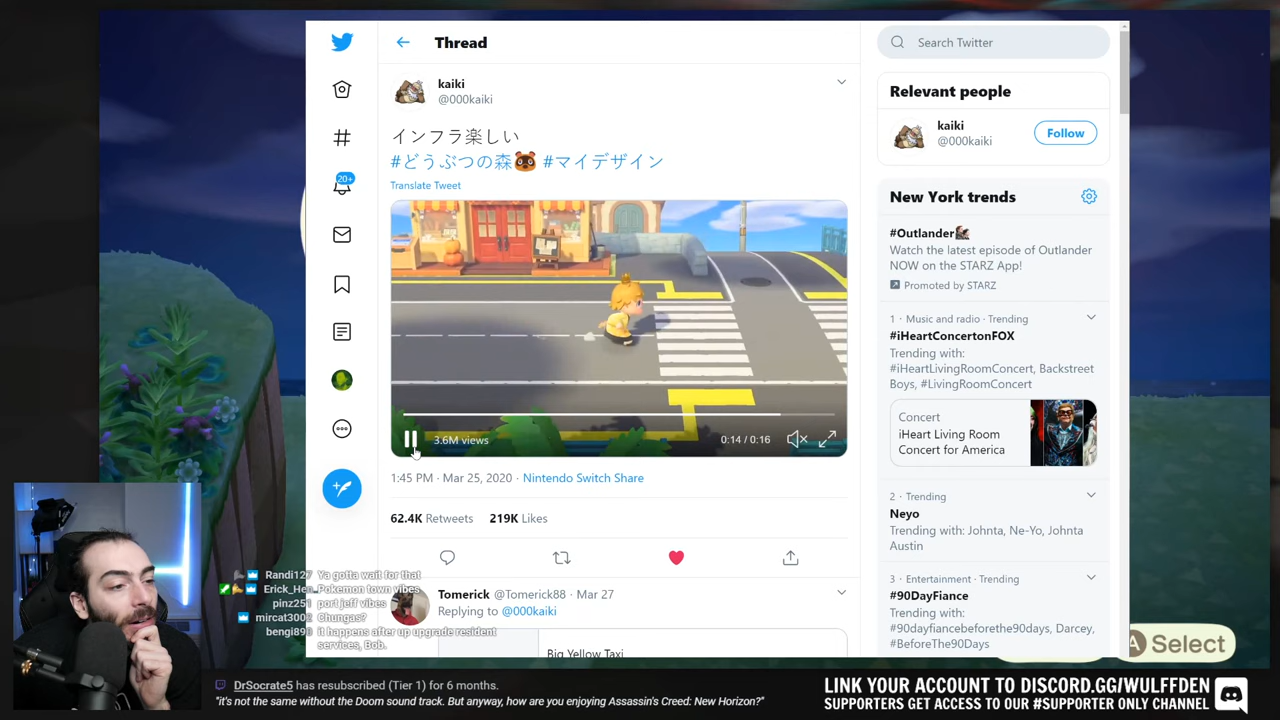 Thread
Search Twitter
kaiki
@000kaiki
インフラ楽しい
#どうぶつの森 #マイデザイン
Translate Tweet
20+
3.6M views
0:14 / 0:16
1:45 PM · Mar 25, 2020 · Nintendo Switch Share
62.4K Retweets 219K Likes
Tomerick @Tomerick88 · Mar 27
Replying to @000kaiki
Big Yellow Taxi
Relevant people
kaiki
@000kaiki
Follow
New York trends
#Outlander
Watch the latest episode of Outlander
NOW on the STARZ App!
Promoted by STARZ
1 · Music and radio · Trending
#iHeartConcertonFOX
Trending with:
#iHeartLivingRoomConcert, Backstreet
Boys, #LivingRoomConcert
Concert
iHeart Living Room
Concert for America
2 · Trending
Neyo
Trending with: Johnta, Ne-Yo, Johnta
Austin
3 · Entertainment · Trending
#90DayFiance
Trending with:
#90dayfiancebeforethe90days, Darcey,
#BeforeThe90Days
A Select
Randi127 Ya gotta wait for that
Erick_Hen Pokemon town vibes
pinz251 port jeff vibes
mircat3002 Chungas?
bengi890 it happens after up upgrade resident
services, Bob.
DrSocrate5 has resubscribed (Tier 1) for 6 months.
"it's not the same without the Doom sound track. But anyway, how are you enjoying Assassin's Creed: New Horizon?"
LINK YOUR ACCOUNT TO DISCORD.GG/WULFFDEN
SUPPORTERS GET ACCESS TO OUR #SUPPORTER ONLY CHANNEL